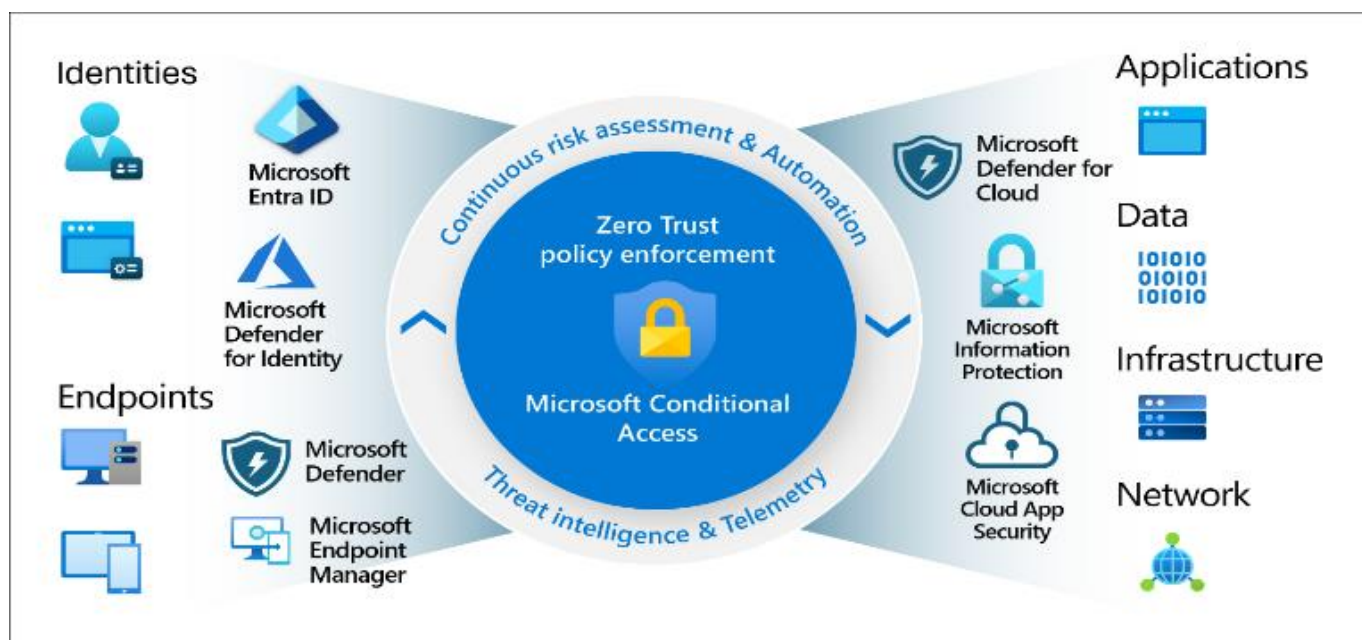 Identities
Microsoft
Entra ID
Microsoft
Defender
for Identity
Endpoints
Microsoft
Defender
Microsoft
Endpoint
Manager
Continuous risk assessment & Automation
Zero Trust
policy enforcement
Microsoft Conditional
Access
Threat intelligence & Telemetry
Microsoft
Defender for
Cloud
Microsoft
Information
Protection
Microsoft
Cloud App
Security
Applications
Data
101010
010101
101010
Infrastructure
Network